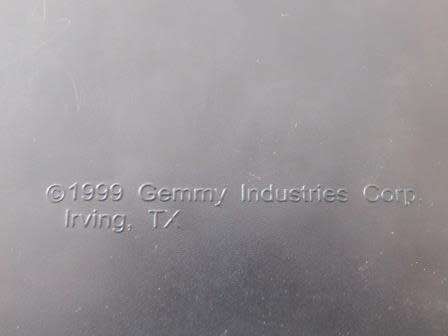 ©1999 Gemmy Industries Corp.
Irving, TX